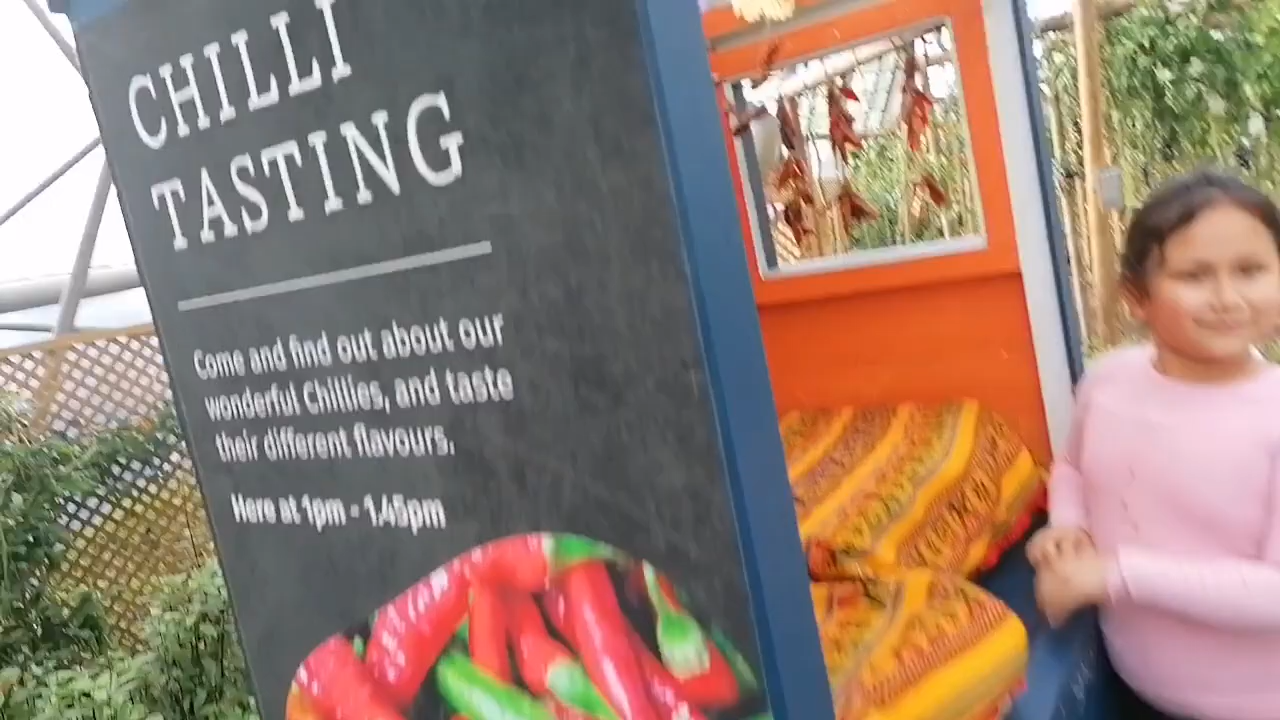 CHILLI
TASTING
Come and find out about our
wonderful Chillies, and taste
their different flavours.
Here at 1pm - 1.45pm